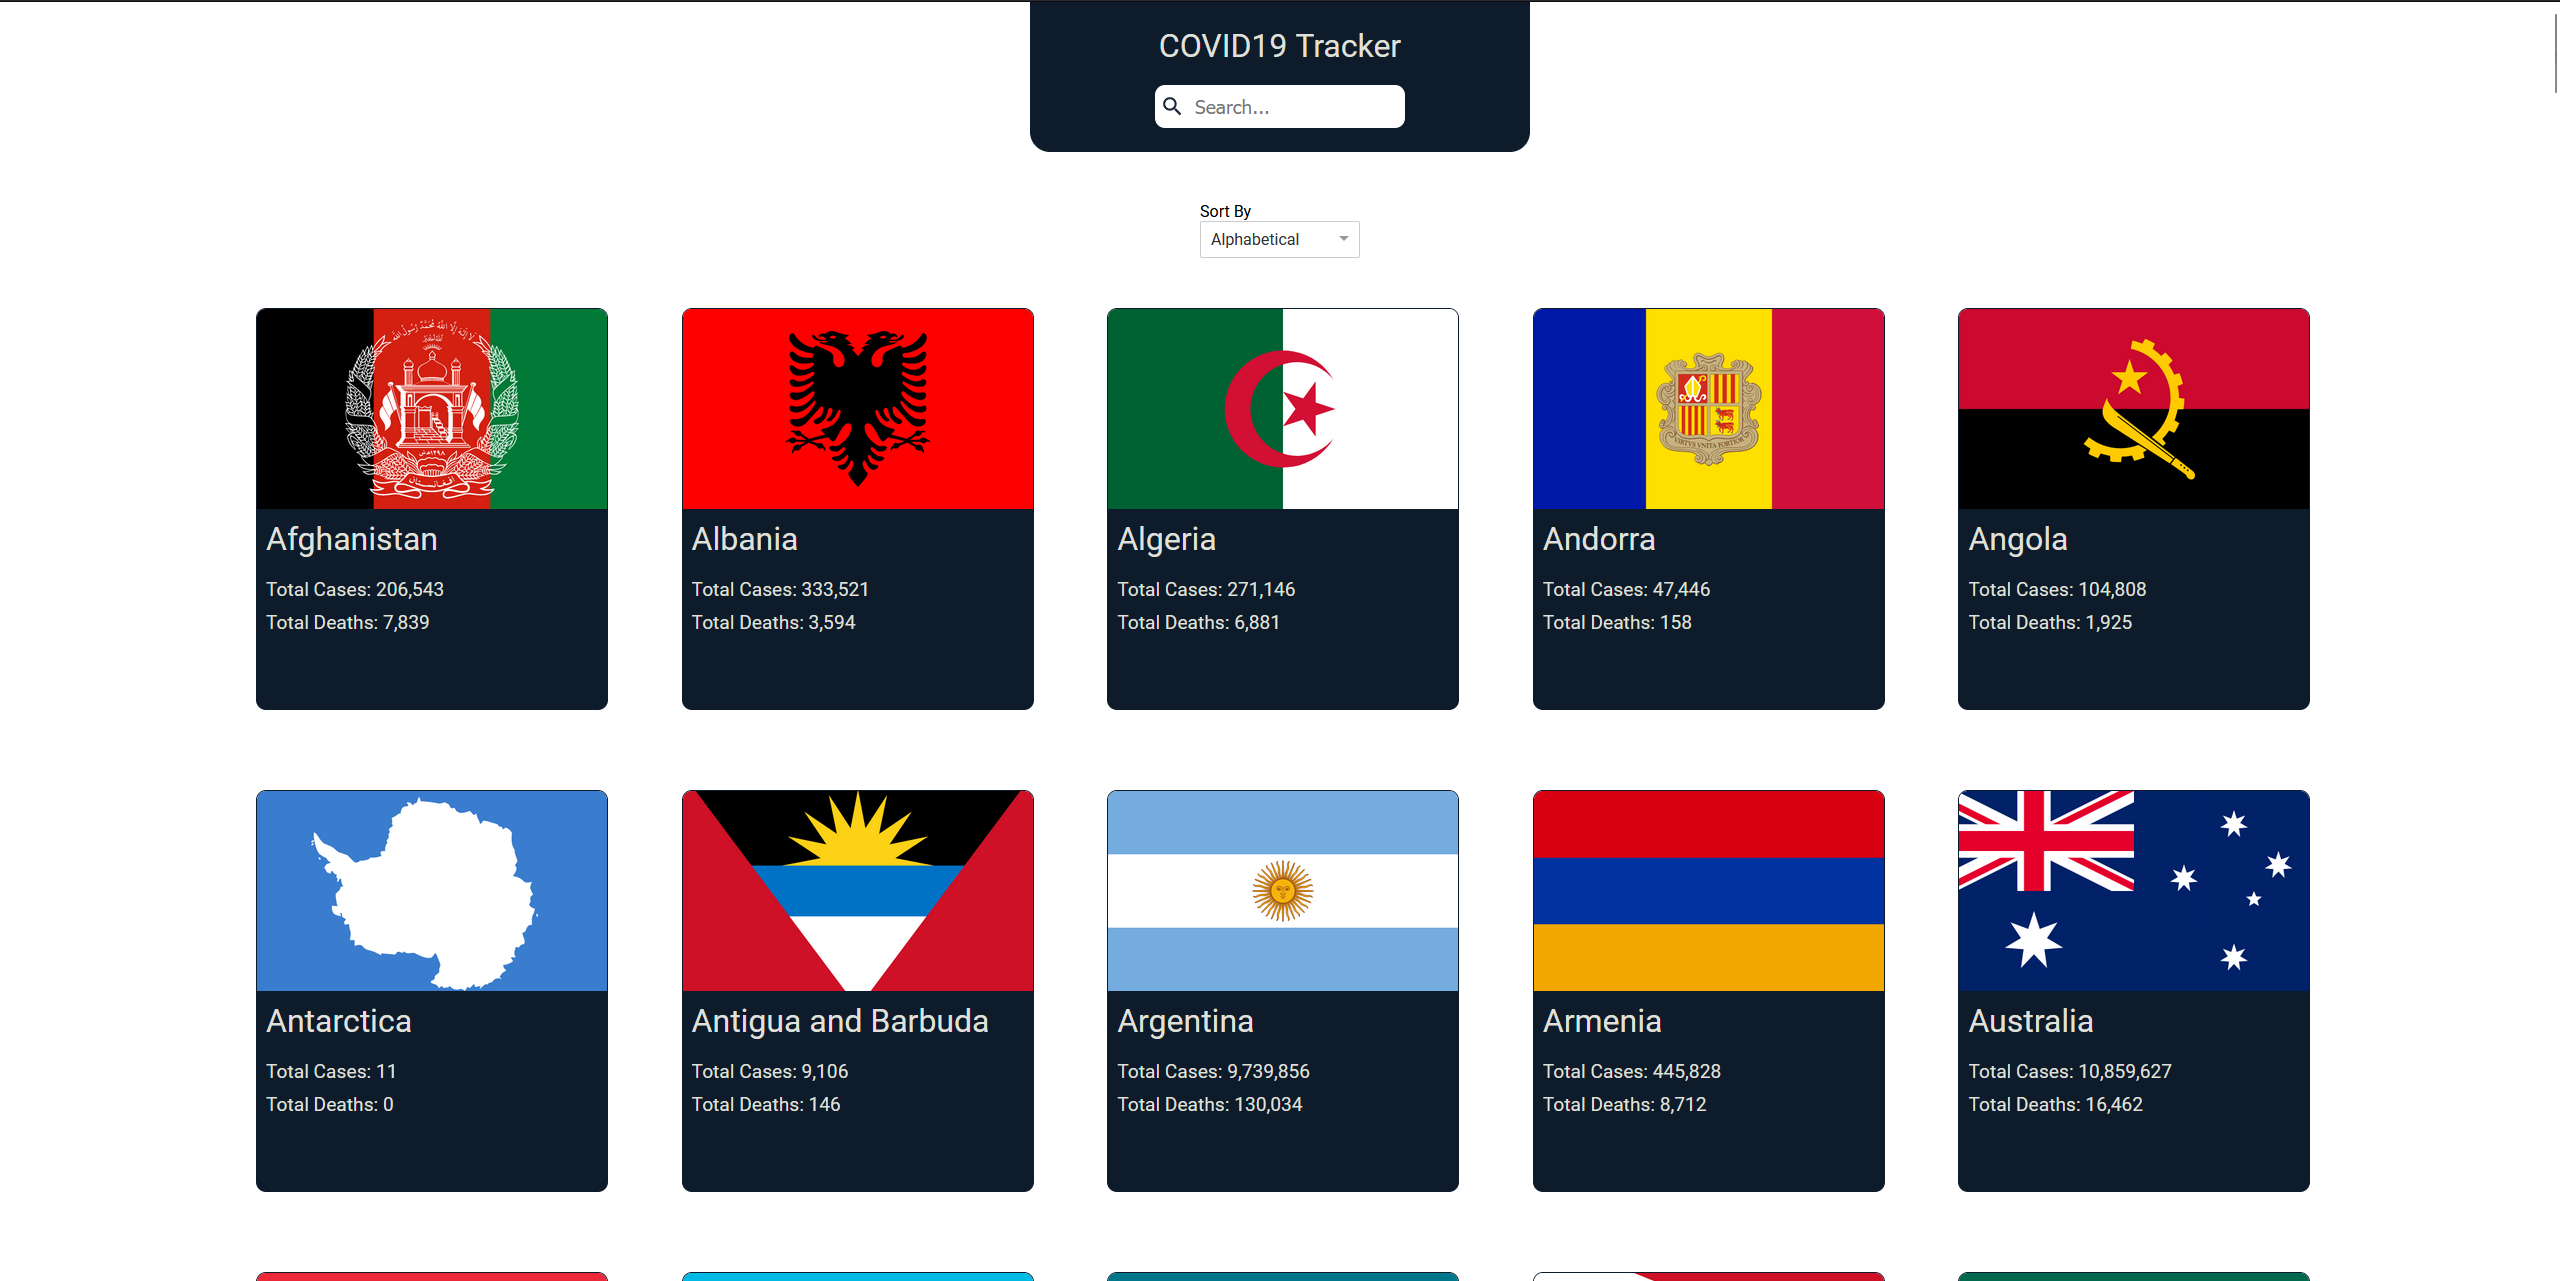 COVID19 Tracker
Search...
Sort By
Alphabetical
Afghanistan
Total Cases: 206,543
Total Deaths: 7,839
Albania
Total Cases: 333,521
Total Deaths: 3,594
Algeria
Total Cases: 271,146
Total Deaths: 6,881
Andorra
Total Cases: 47,446
Total Deaths: 158
Angola
Total Cases: 104,808
Total Deaths: 1,925
Antarctica
Total Cases: 11
Total Deaths: 0
Antigua and Barbuda
Total Cases: 9,106
Total Deaths: 146
Argentina
Total Cases: 9,739,856
Total Deaths: 130,034
Armenia
Total Cases: 445,828
Total Deaths: 8,712
Australia
Total Cases: 10,859,627
Total Deaths: 16,462